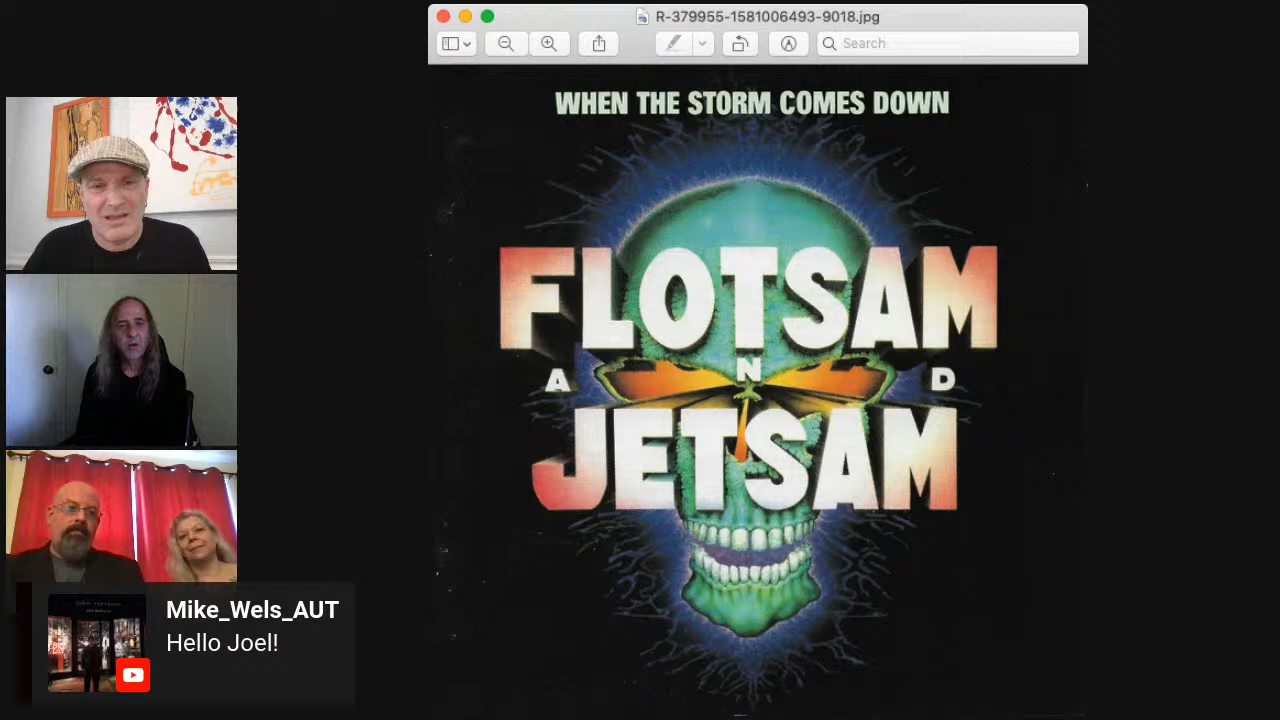 R-379955-1581006493-9018.jpg
Search
WHEN THE STORM COMES DOWN
FLOTSAM
A N D
JETSAM
Mike_Wels_AUT
Hello Joel!